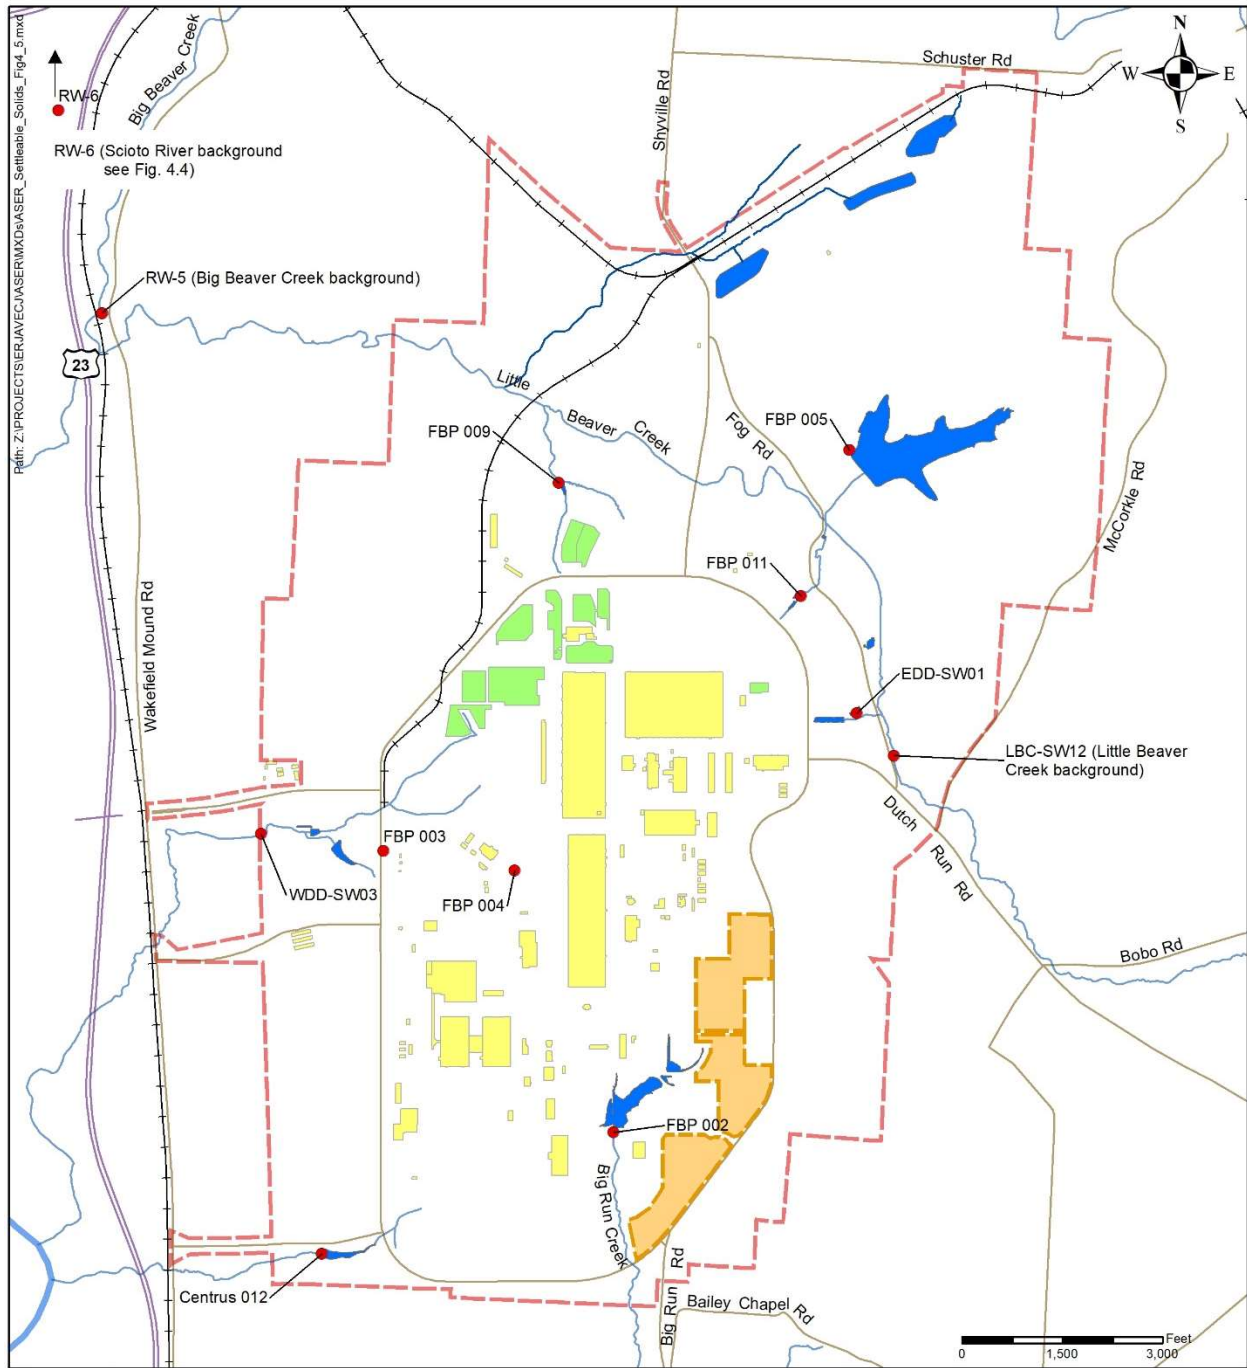 Path: Z:\PROJECTS\ERJAVECJ\ASER\MXDs\ASER_Settleable_Solids_Fig4_5.mxd
N
W E
S
Schuster Rd
Shyville Rd
Big Beaver Creek
RW-6
RW-6 (Scioto River background
see Fig. 4.4)
RW-5 (Big Beaver Creek background)
23
Little
Beaver
Creek
Fog Rd
FBP 005
FBP 009
McCorkle Rd
FBP 011
Wakefield Mound Rd
EDD-SW01
LBC-SW12 (Little Beaver
Creek background)
Dutch
Run
Rd
FBP 003
WDD-SW03
FBP 004
Bobo Rd
FBP 002
Big Run Creek
Centrus 012
Big Run Rd
Bailey Chapel Rd
Feet
0 1,500 3,000